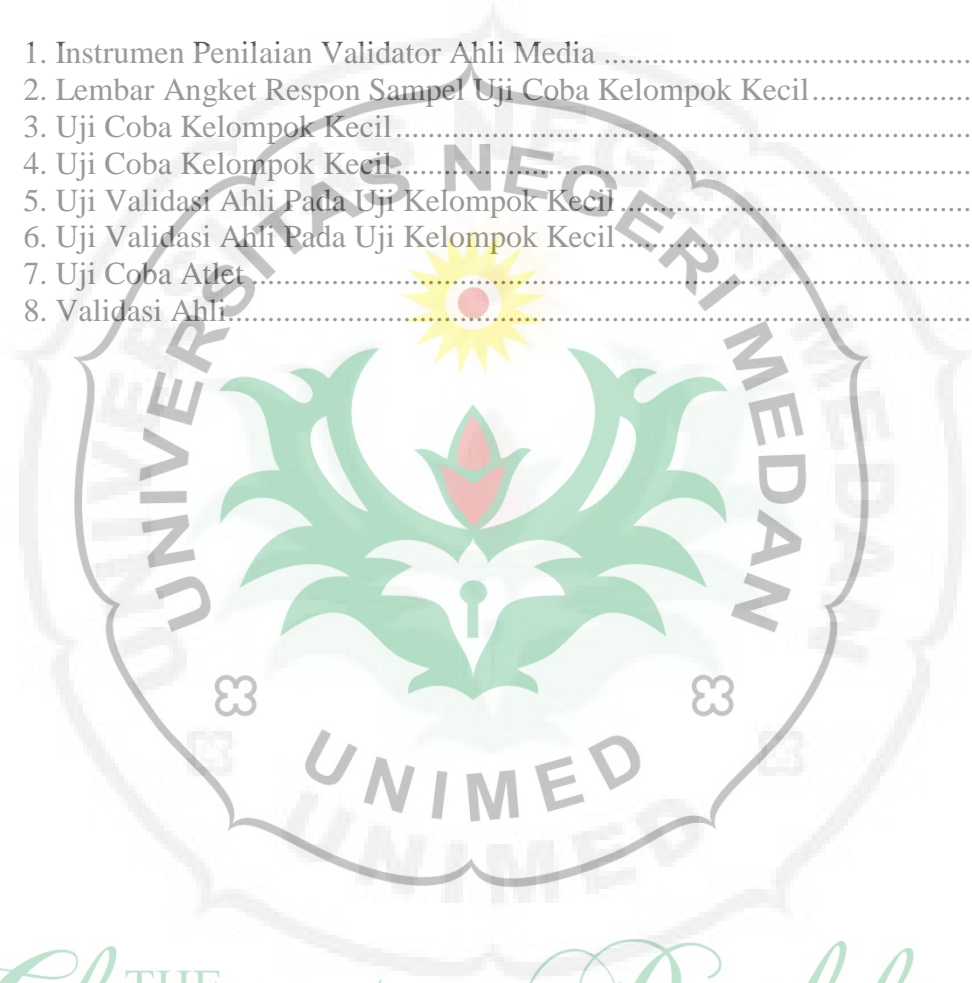 1. Instrumen Penilaian Validator Ahli Media ........................................
2. Lembar Angket Respon Sampel Uji Coba Kelompok Kecil .................
3. Uji Coba Kelompok Kecil ................................................................
4. Uji Coba Kelompok Kecil ................................................................
5. Uji Validasi Ahli Pada Uji Kelompok Kecil ......................................
6. Uji Validasi Ahli Pada Uji Kelompok Kecil ......................................
7. Uji Coba Atlet .................................................................................
8. Validasi Ahli....................................................................................
UNIVERSITAS NEGERI MEDAN
UNIMED
THE